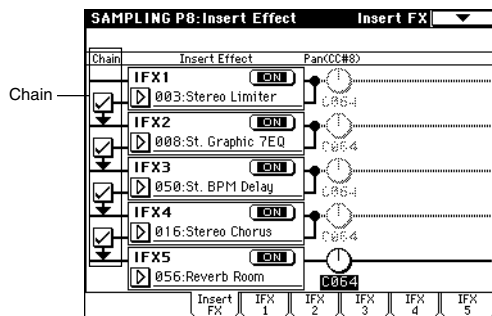 SAMPLING P8:Insert Effect Insert FX
Chain Insert Effect Pan(CC#8)
IFX1 ON
Chain
003:Stereo Limiter C064
IFX2 ON
008:St. Graphic 7EQ C064
IFX3 ON
050:St. BPM Delay C064
IFX4 ON
016:Stereo Chorus C064
IFX5 ON
056:Reverb Room C064
Insert FX IFX 1 IFX 2 IFX 3 IFX 4 IFX 5